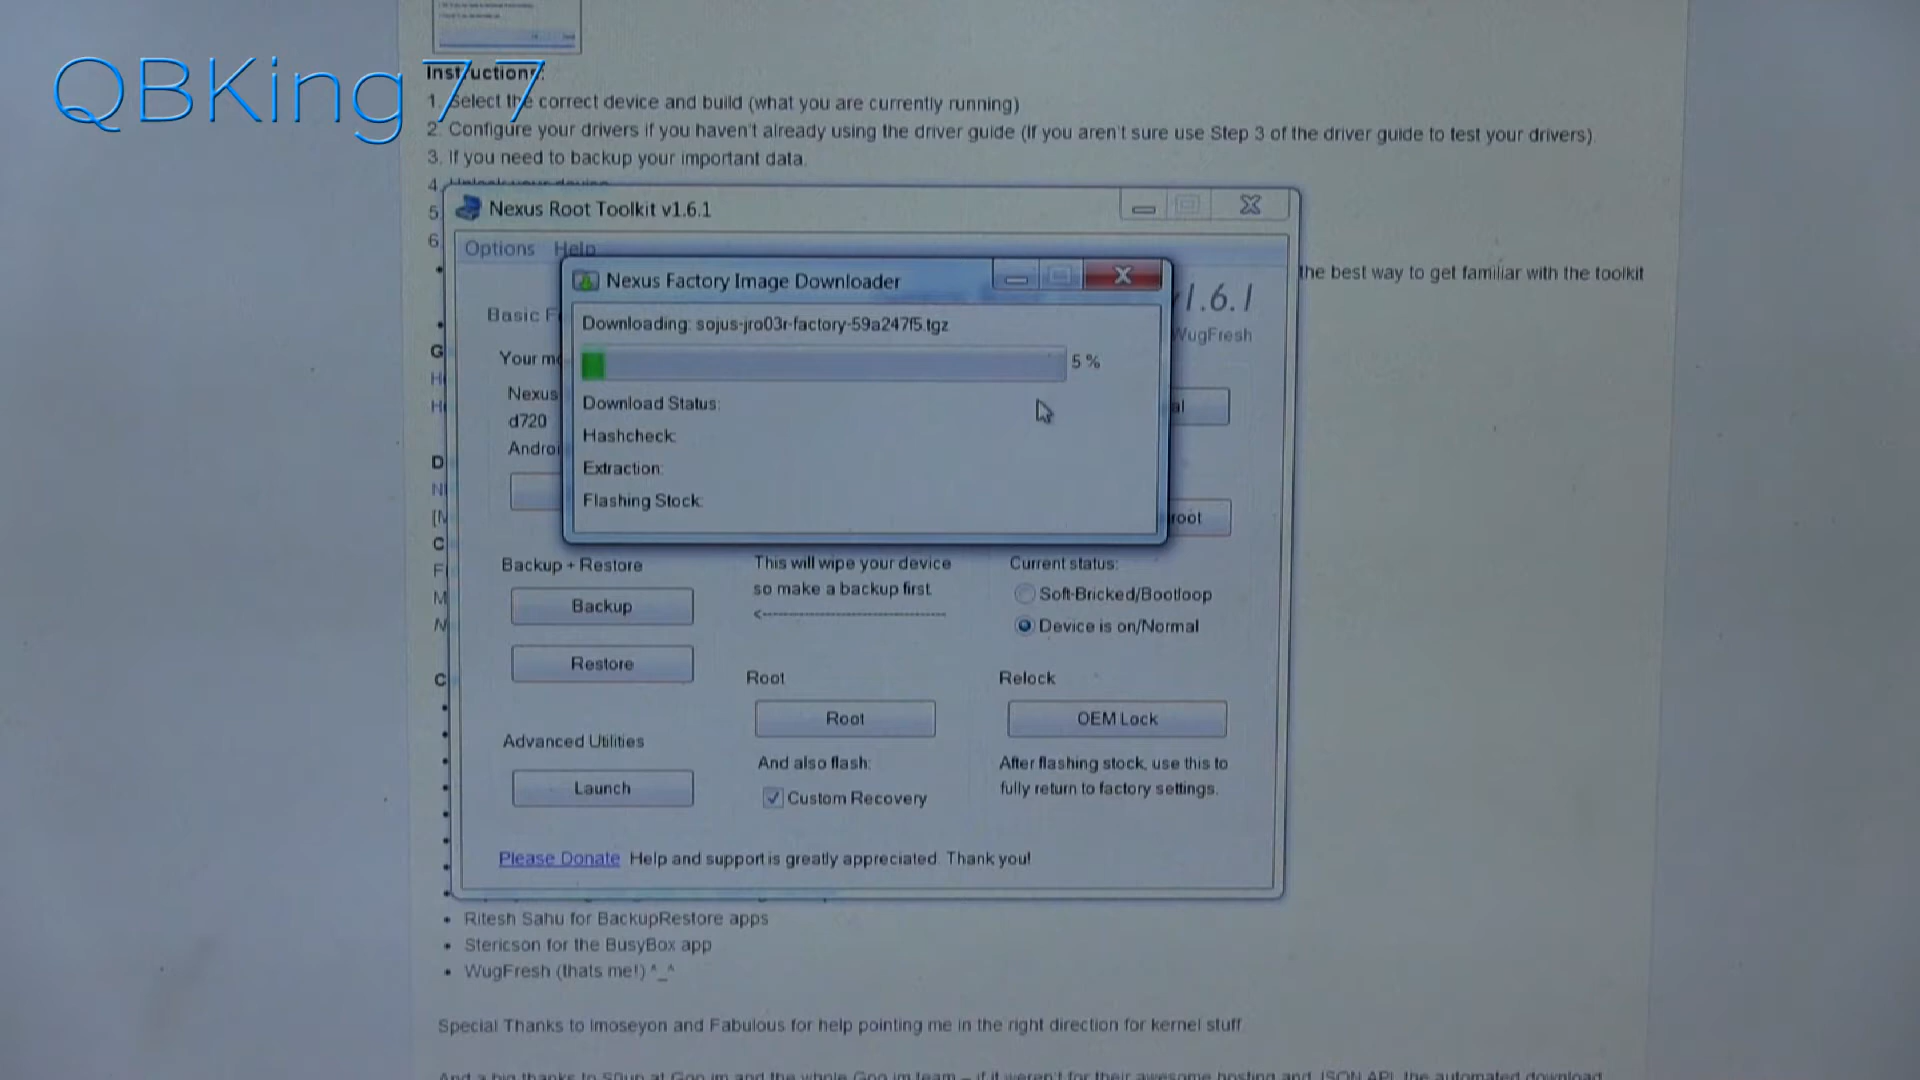 QBKing77
Instructions:
1. Select the correct device and build (what you are currently running)
2. Configure your drivers if you haven't already using the driver guide (If you aren't sure use Step 3 of the driver guide to test your drivers).
3. If you need to backup your important data.
4.
5
6
Nexus Root Toolkit v1.6.1
Options Help
the best way to get familiar with the toolkit
Nexus Factory Image Downloader
v1.6.1
WugFresh
Basic
Downloading: sojus-jro03r-factory-59a247f5.tgz
5 %
Your
Nexus
d720
Download Status:
Hashcheck:
Extraction:
Flashing Stock:
Backup + Restore
Backup
Restore
This will wipe your device
so make a backup first.
<-----------------------
Current status:
Soft-Bricked/Bootloop
Device is on/Normal
Root
Root
And also flash:
Custom Recovery
Relock
OEM Lock
After flashing stock, use this to
fully return to factory settings.
Advanced Utilities
Launch
Please Donate Help and support is greatly appreciated. Thank you!
• Ritesh Sahu for BackupRestore apps
• Stericson for the BusyBox app
• WugFresh (thats me!) ^_^
Special Thanks to Imoseyon and Fabulous for help pointing me in the right direction for kernel stuff